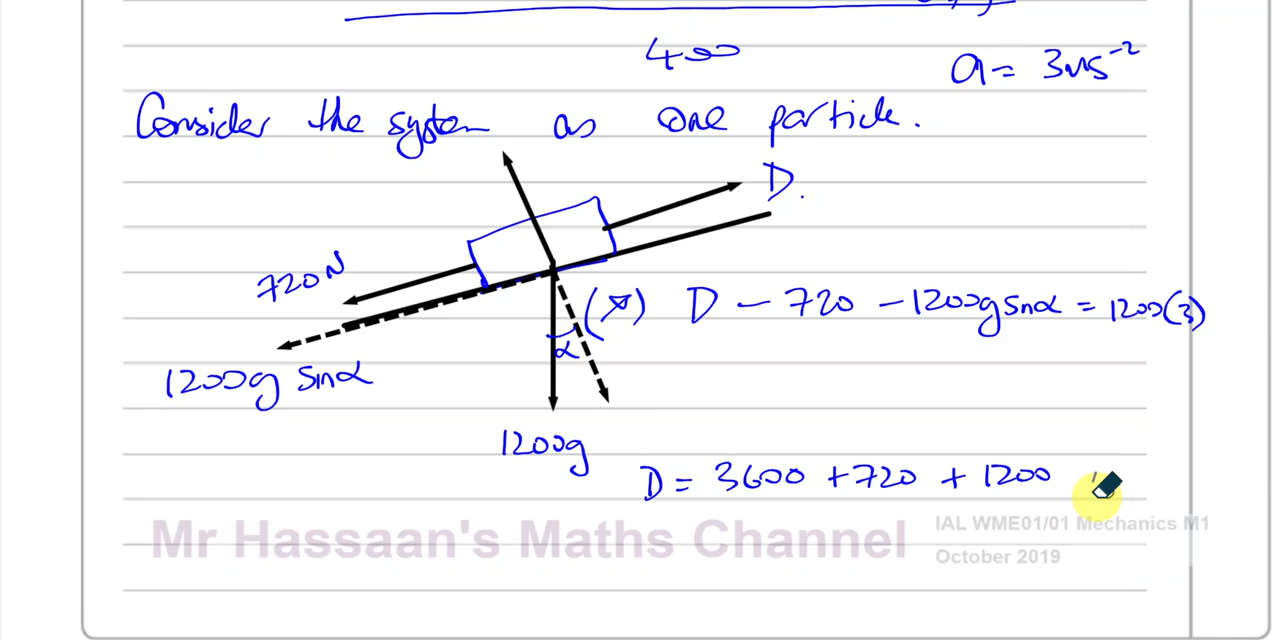 400
a = 3ms⁻²
Consider the system as one particle.
D.
720N
(↗) D − 720 − 1200g sinα = 1200(3)
α
1200g sinα
1200g
D = 3600 + 720 + 1200
Mr Hassaan's Maths Channel
IAL WME01/01 Mechanics M1
October 2019